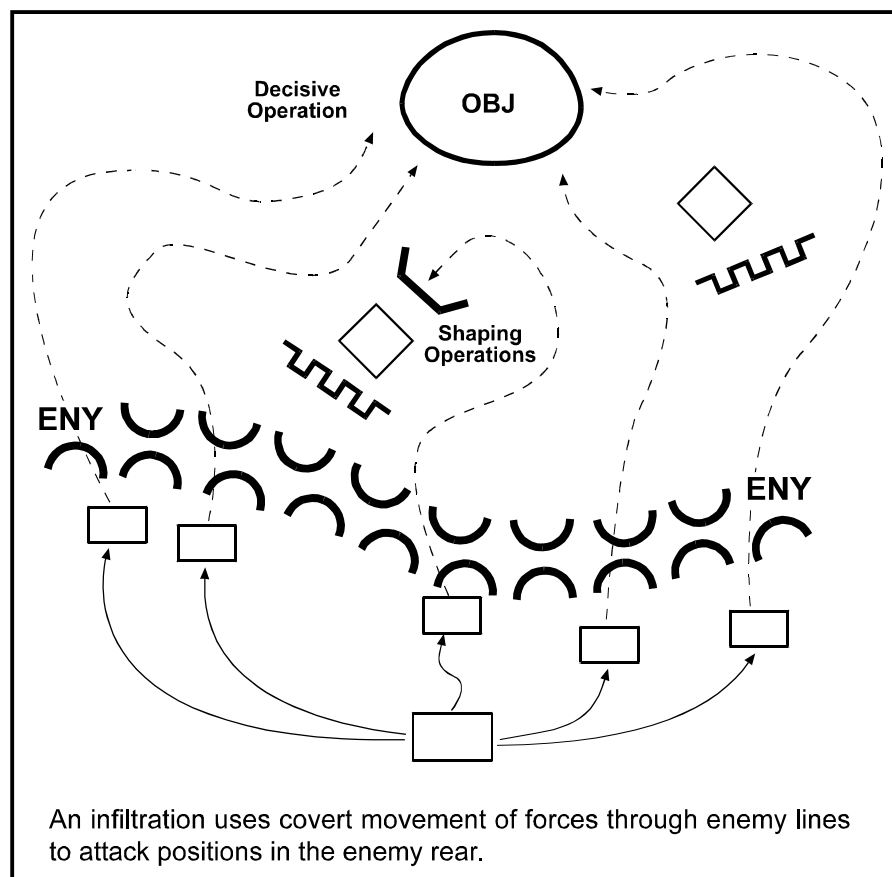 Decisive
Operation
OBJ
Shaping
Operations
ENY
ENY
An infiltration uses covert movement of forces through enemy lines
to attack positions in the enemy rear.